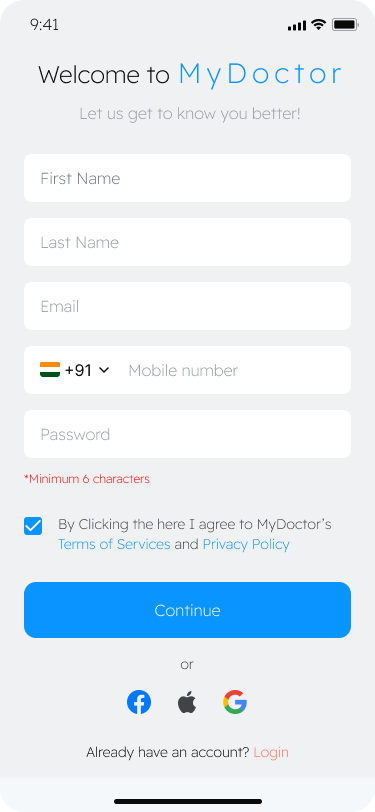 9:41
Welcome to MyDoctor
Let us get to know you better!
First Name
Last Name
Email
+91 Mobile number
Password
*Minimum 6 characters
By Clicking the here I agree to MyDoctor's
Terms of Services and Privacy Policy
Continue
or
Already have an account? Login